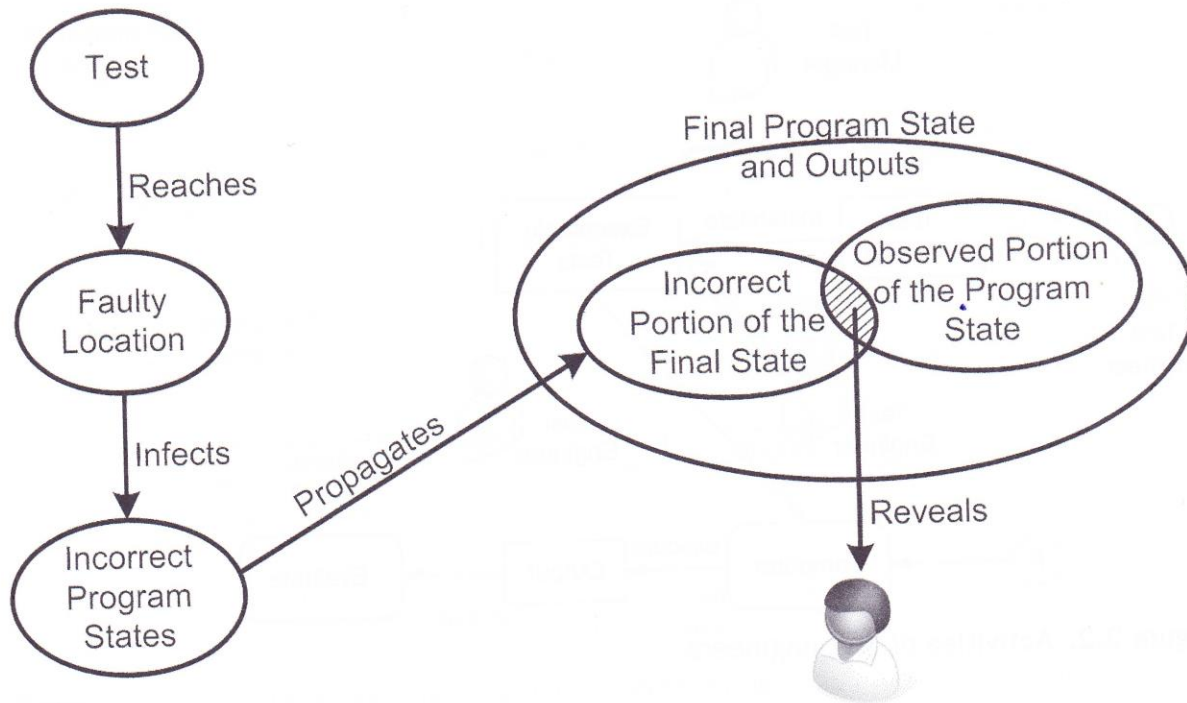 Test
Reaches
Faulty
Location
Infects
Incorrect
Program
States
Propagates
Final Program State
and Outputs
Incorrect
Portion of the
Final State
Observed Portion
of the Program
State
Reveals